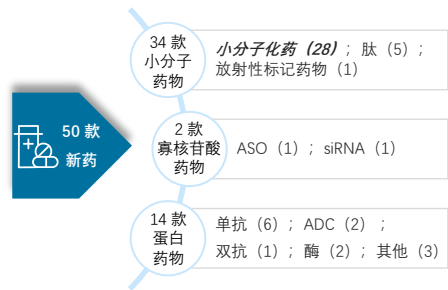 50 款
新药
34 款
小分子
药物
小分子化药（28）；肽（5）；
放射性标记药物（1）
2 款
寡核苷酸
药物
ASO（1）；siRNA（1）
14 款
蛋白
药物
单抗（6）；ADC（2）；
双抗（1）；酶（2）；其他（3）